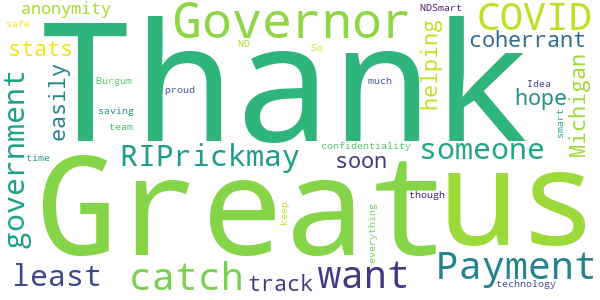 anonymity
Governor
NDSmart
COVID
safe
stats
Thank
ND
So
coherrant
helping
Michigan
easily
Burgum
proud
much
Idea
hope
saving
team
smart
government
time
RIPrickmay
confidentiality
soon
someone
Great
us
though
keep
everything
least
catch
track
want
Payment
technology